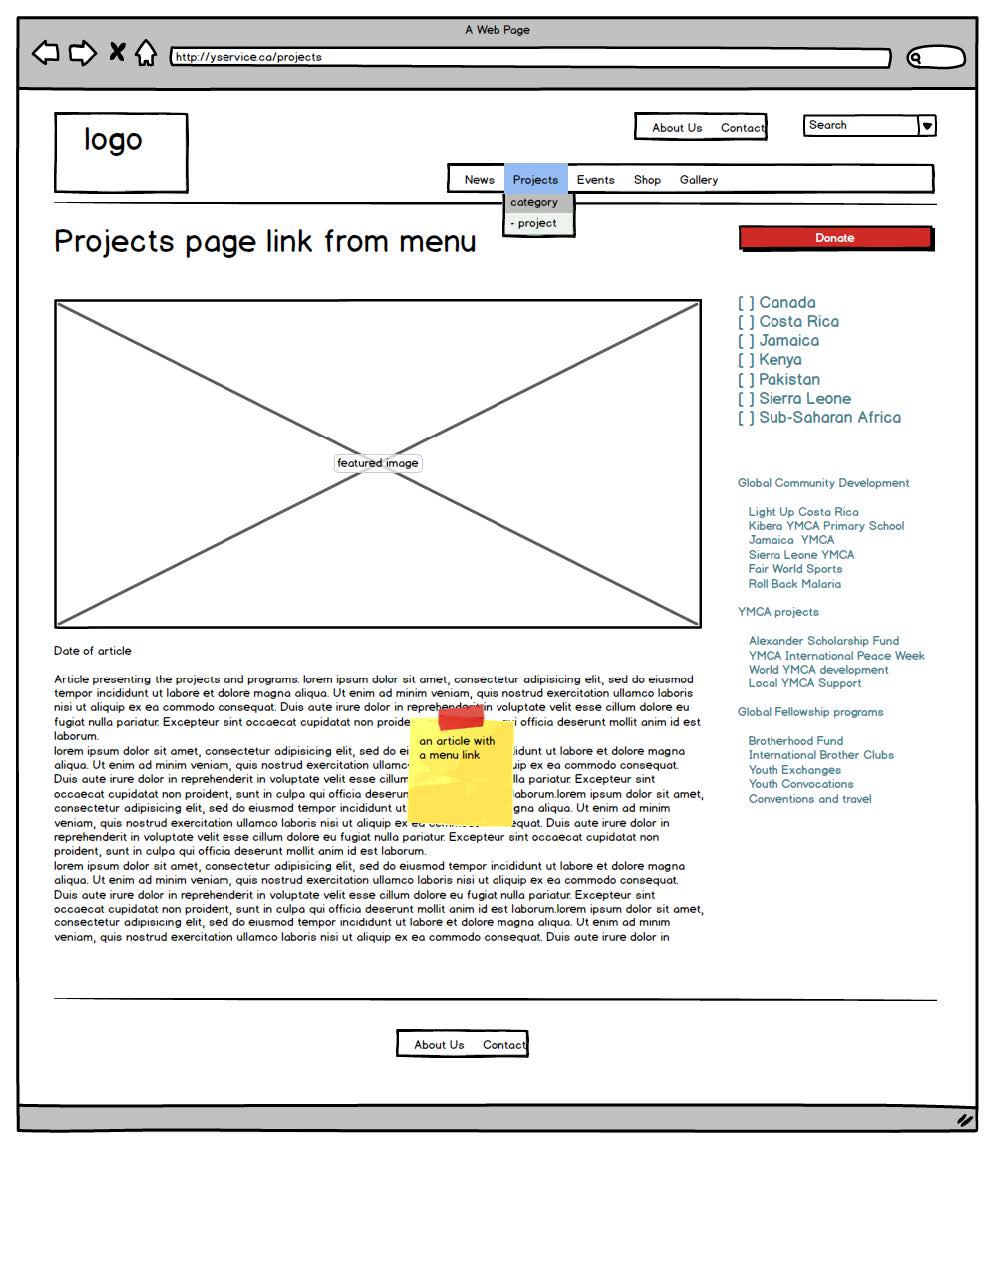 A Web Page
http://yservice.ca/projects
logo
About Us Contact
Search
News Projects Events Shop Gallery
category
- project
Projects page link from menu
Donate
[ ] Canada
[ ] Costa Rica
[ ] Jamaica
[ ] Kenya
[ ] Pakistan
[ ] Sierra Leone
[ ] Sub-Saharan Africa
featured image
Global Community Development
Light Up Costa Rica
Kibera YMCA Primary School
Jamaica YMCA
Sierra Leone YMCA
Fair World Sports
Roll Back Malaria
YMCA projects
Alexander Scholarship Fund
YMCA International Peace Week
World YMCA development
Local YMCA Support
Global Fellowship programs
Brotherhood Fund
International Brother Clubs
Youth Exchanges
Youth Convocations
Conventions and travel
Date of article
Article presenting the projects and programs. lorem ipsum dolor sit amet, consectetur adipisicing elit, sed do eiusmod
tempor incididunt ut labore et dolore magna aliqua. Ut enim ad minim veniam, quis nostrud exercitation ullamco laboris
nisi ut aliquip ex ea commodo consequat. Duis aute irure dolor in reprehenderit in voluptate velit esse cillum dolore eu
fugiat nulla pariatur. Excepteur sint occaecat cupidatat non officia deserunt mollit anim id est
laborum.
lorem ipsum dolor sit amet, consectetur adipisicing elit, sed do labore et dolore magna
aliqua. Ut enim ad minim veniam, quis nostrud exercitation ullamco ut aliquip ex ea commodo consequat.
Duis aute irure dolor in reprehenderit in voluptate velit esse pariatur. Excepteur sint
occaecat cupidatat non proident, sunt in culpa qui officia laborum.lorem ipsum dolor sit amet,
consectetur adipisicing elit, sed do eiusmod tempor incididunt ut aliqua. Ut enim ad minim
veniam, quis nostrud exercitation ullamco laboris nisi ut aliquip ex Duis aute irure dolor in
reprehenderit in voluptate velit esse cillum dolore eu fugiat nulla pariatur. Excepteur sint occaecat cupidatat non
proident, sunt in culpa qui officia deserunt mollit anim id est laborum.
lorem ipsum dolor sit amet, consectetur adipisicing elit, sed do eiusmod tempor incididunt ut labore et dolore magna
aliqua. Ut enim ad minim veniam, quis nostrud exercitation ullamco laboris nisi ut aliquip ex ea commodo consequat.
Duis aute irure dolor in reprehenderit in voluptate velit esse cillum dolore eu fugiat nulla pariatur. Excepteur sint
occaecat cupidatat non proident, sunt in culpa qui officia deserunt mollit anim id est laborum.lorem ipsum dolor sit amet,
consectetur adipisicing elit, sed do eiusmod tempor incididunt ut labore et dolore magna aliqua. Ut enim ad minim
veniam, quis nostrud exercitation ullamco laboris nisi ut aliquip ex ea commodo consequat. Duis aute irure dolor in
an article with
a menu link
About Us Contact